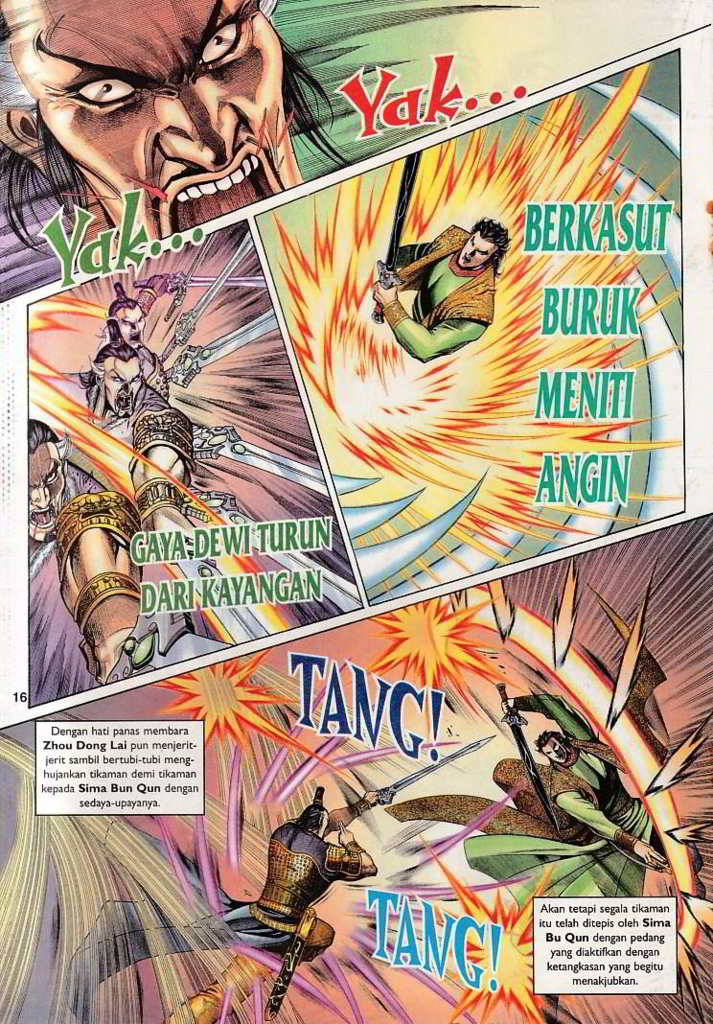 Yak...
Yak...
BERKASUT
BURUK
MENITI
ANGIN
GAYA DEWI TURUN
DARI KAYANGAN
16
TANG!
Dengan hati panas membara
Zhou Dong Lai pun menjerit-
jerit sambil bertubi-tubi meng-
hujankan tikaman demi tikaman
kepada Sima Bun Qun dengan
sedaya-upayanya.
TANG!
Akan tetapi segala tikaman
itu telah ditepis oleh Sima
Bu Qun dengan pedang
yang diaktifkan dengan
ketangkasan yang begitu
menakjubkan.